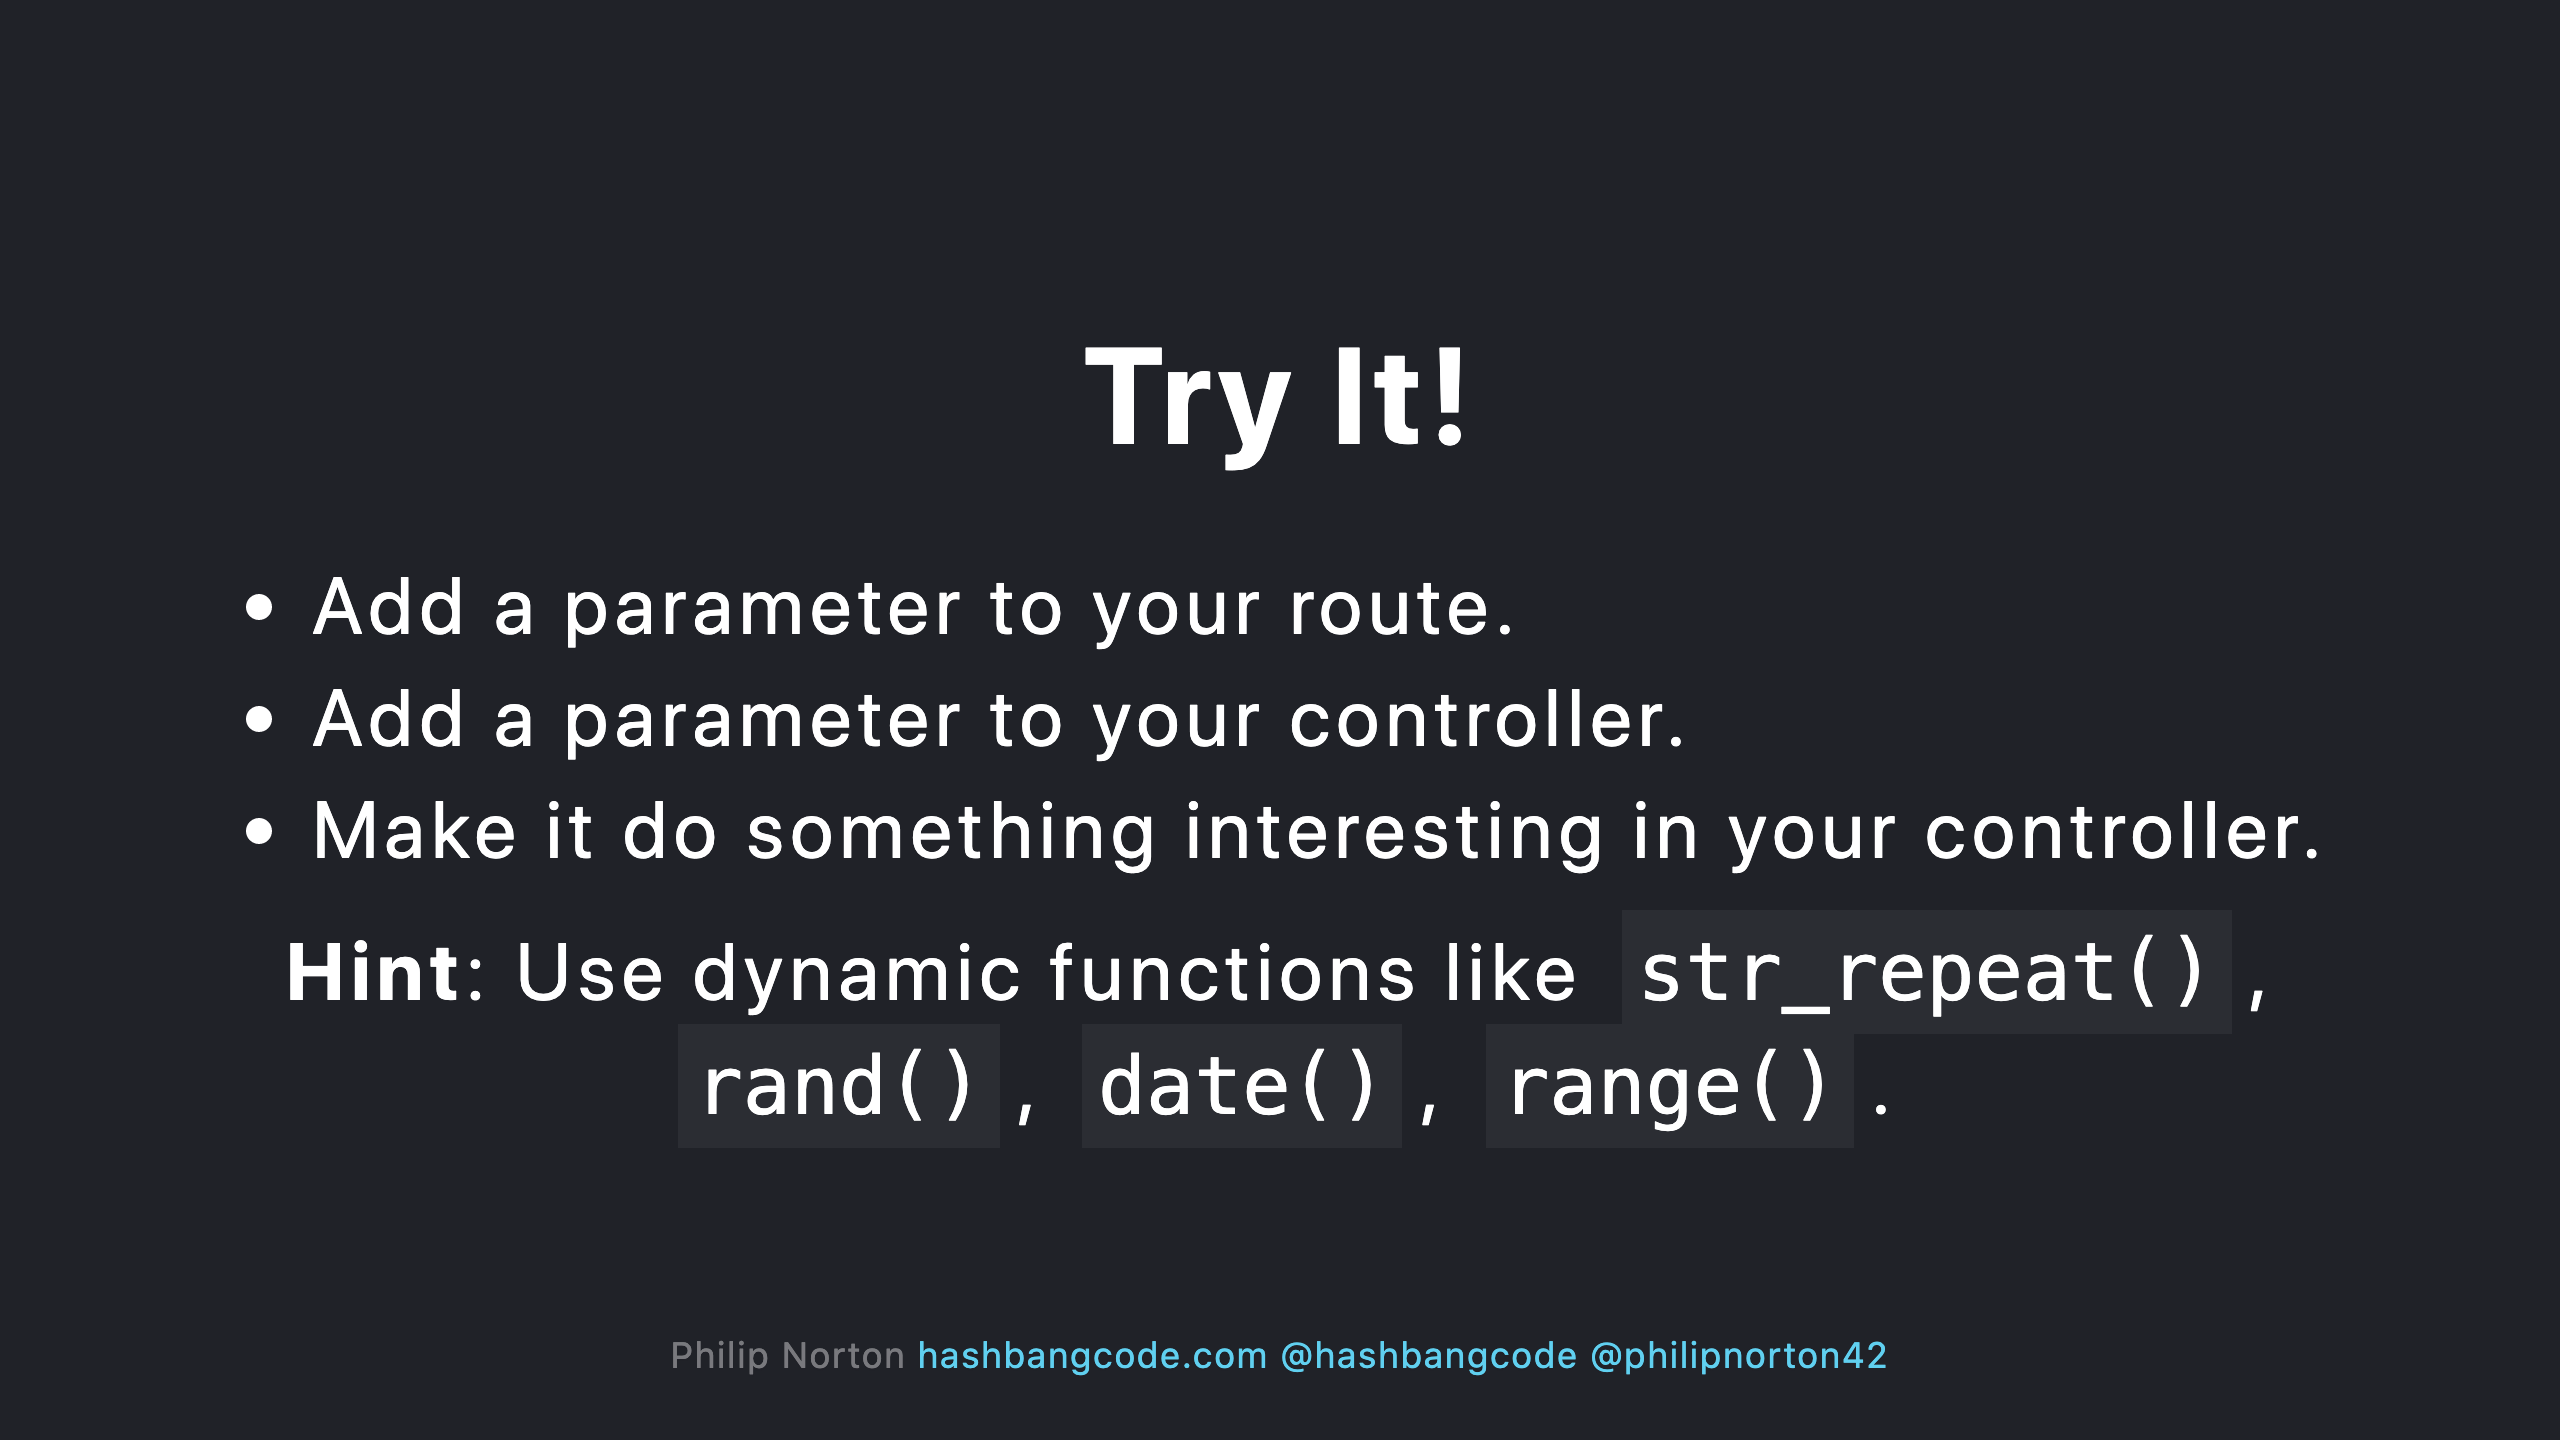 Try It!
• Add a parameter to your route.
• Add a parameter to your controller.
• Make it do something interesting in your controller.
Hint: Use dynamic functions like str_repeat(),
rand(), date(), range().
Philip Norton hashbangcode.com @hashbangcode @philipnorton42